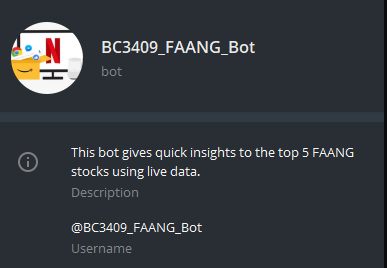 BC3409_FAANG_Bot
bot
This bot gives quick insights to the top 5 FAANG
stocks using live data.
Description
@BC3409_FAANG_Bot
Username